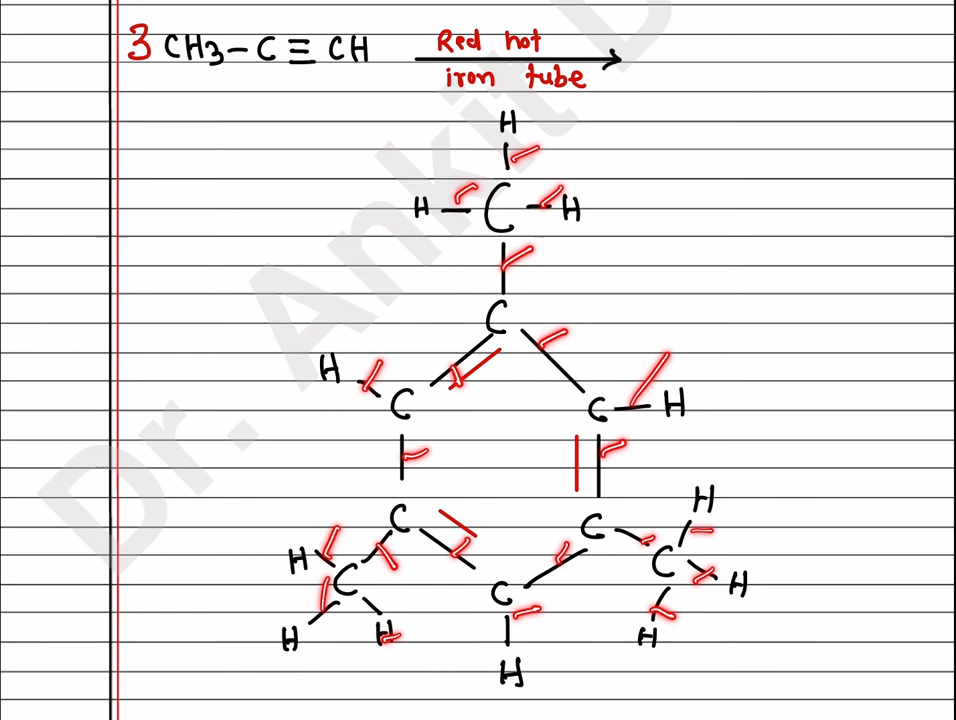 3 CH3-C≡CH Red hot
iron tube
H
H-C-H
C
H C C-H
C C H
H C C H
H H C H
H
Dr. Ankit D